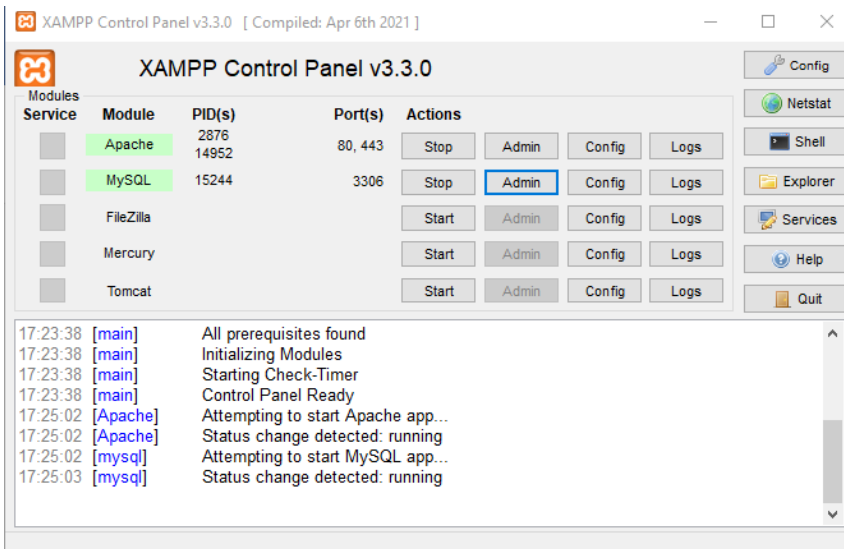 XAMPP Control Panel v3.3.0 [ Compiled: Apr 6th 2021 ]
XAMPP Control Panel v3.3.0
Config
Modules
Service Module PID(s) Port(s) Actions
Netstat
Apache 2876 14952 80, 443 Stop Admin Config Logs
Shell
MySQL 15244 3306 Stop Admin Config Logs
Explorer
FileZilla Start Admin Config Logs
Services
Mercury Start Admin Config Logs
Help
Tomcat Start Admin Config Logs
Quit
17:23:38 [main] All prerequisites found
17:23:38 [main] Initializing Modules
17:23:38 [main] Starting Check-Timer
17:23:38 [main] Control Panel Ready
17:25:02 [Apache] Attempting to start Apache app...
17:25:02 [Apache] Status change detected: running
17:25:02 [mysql] Attempting to start MySQL app...
17:25:03 [mysql] Status change detected: running